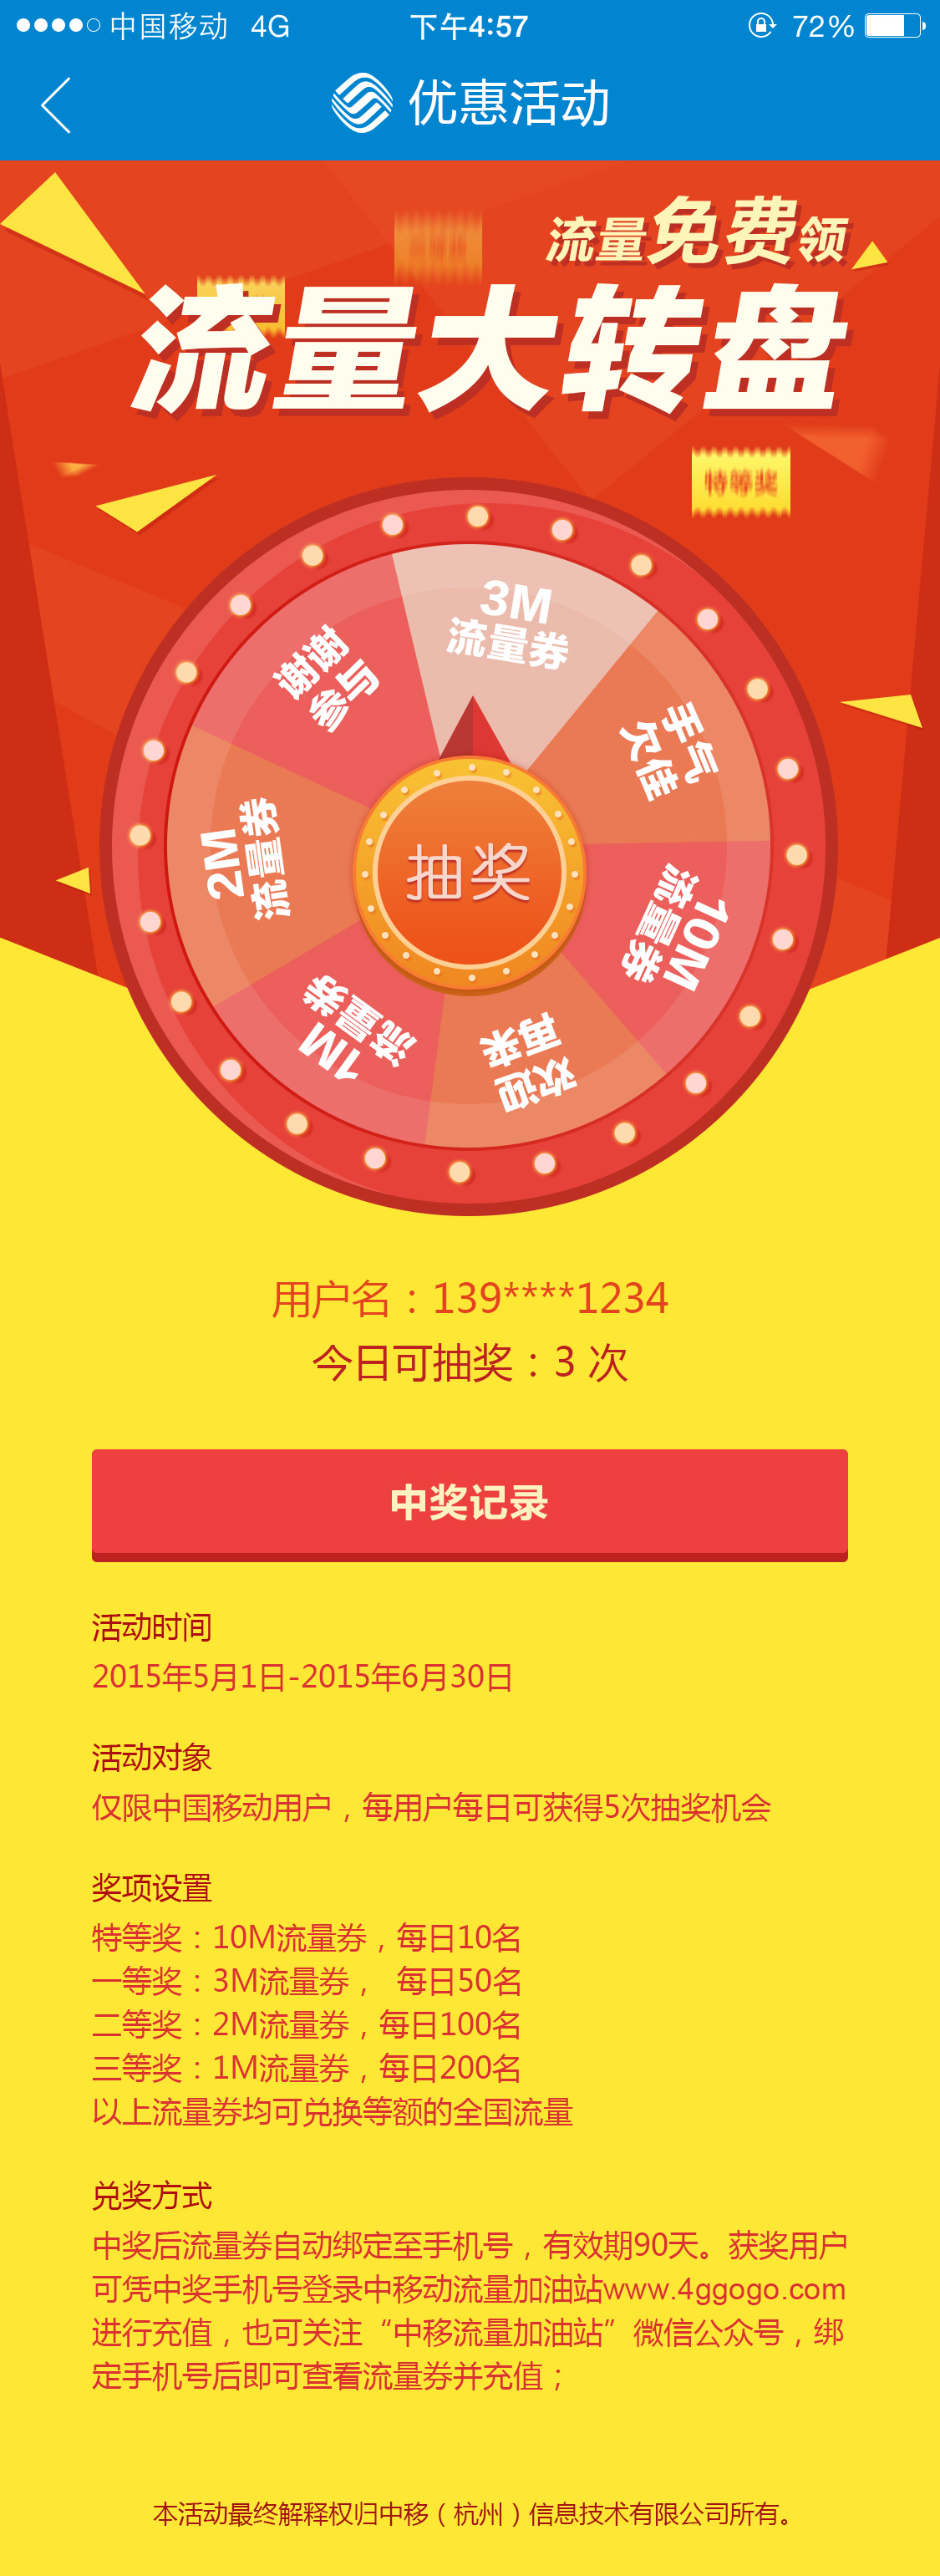 中国移动 4G 下午4:57 72%
优惠活动
流量免费领
流量大转盘
特等奖
3M
流量券
手气
欠佳
10M
流量券
欢迎
再来
1M
流量券
2M
流量券
谢谢
参与
抽奖
用户名：139****1234
今日可抽奖：3 次
中奖记录
活动时间
2015年5月1日-2015年6月30日
活动对象
仅限中国移动用户，每用户每日可获得5次抽奖机会
奖项设置
特等奖：10M流量券，每日10名
一等奖：3M流量券， 每日50名
二等奖：2M流量券，每日100名
三等奖：1M流量券，每日200名
以上流量券均可兑换等额的全国流量
兑奖方式
中奖后流量券自动绑定至手机号，有效期90天。获奖用户
可凭中奖手机号登录中移动流量加油站www.4ggogo.com
进行充值，也可关注“中移流量加油站”微信公众号，绑
定手机号后即可查看流量券并充值；
本活动最终解释权归中移（杭州）信息技术有限公司所有。